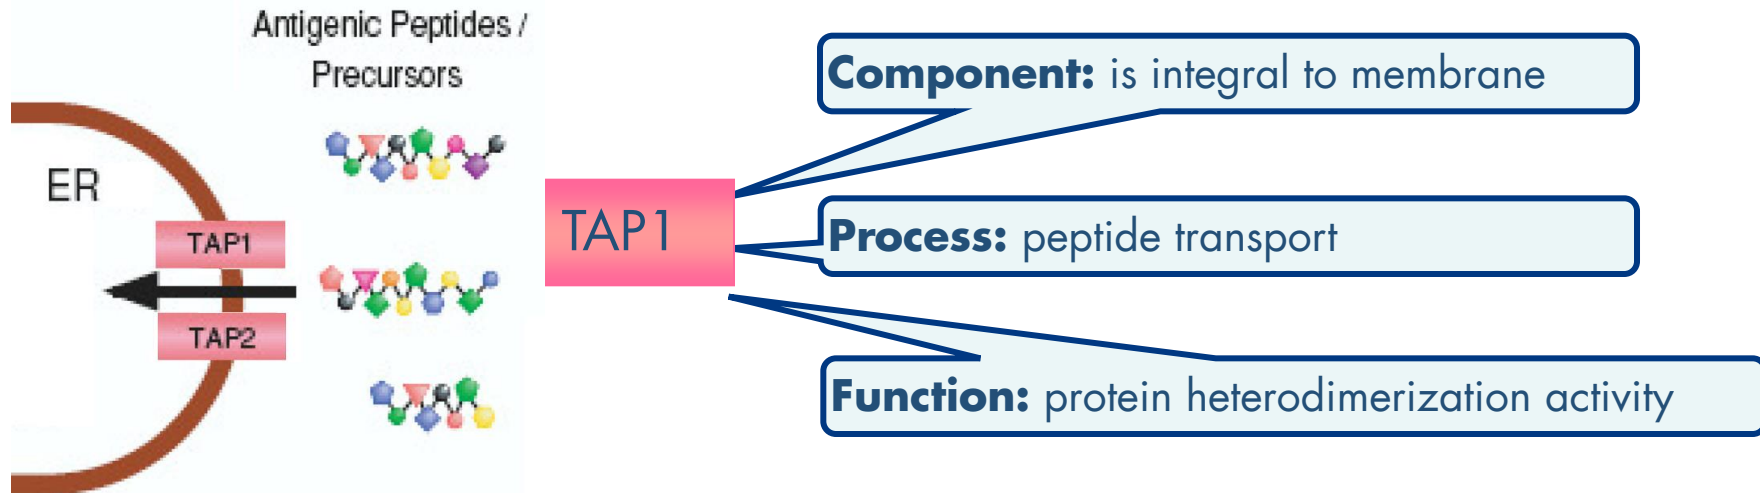 Antigenic Peptides /
Precursors
ER
TAP1
TAP2
TAP1
Component: is integral to membrane
Process: peptide transport
Function: protein heterodimerization activity